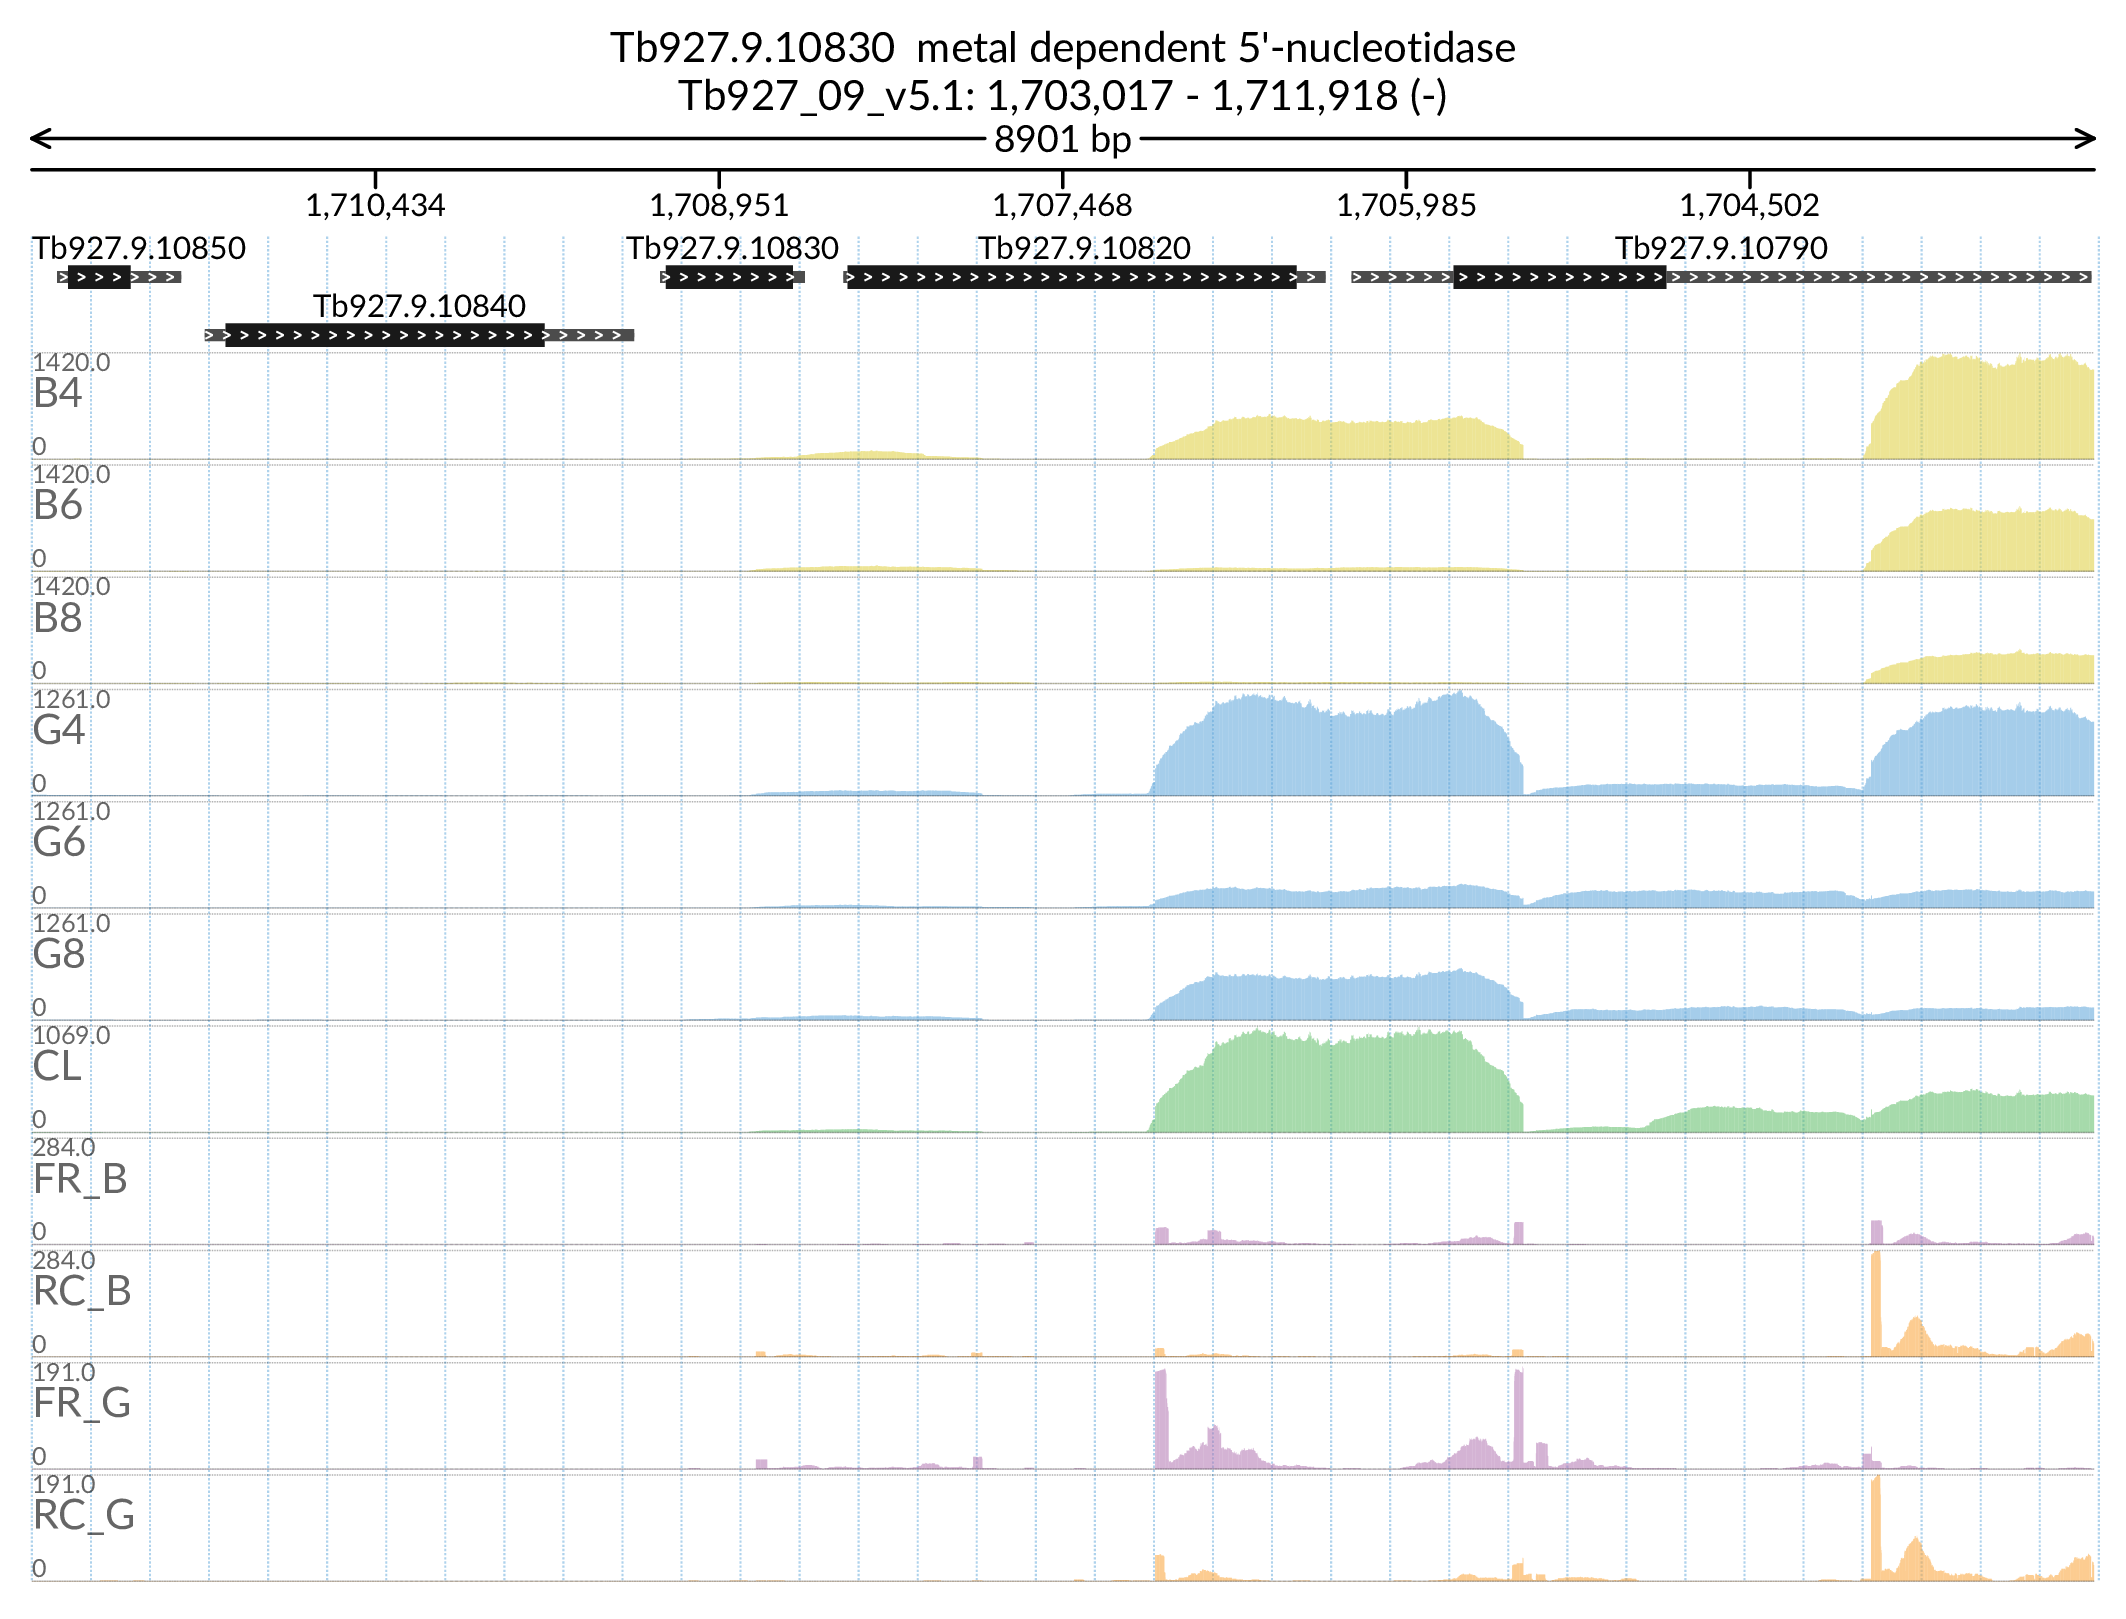 Tb927.9.10830  metal dependent 5'-nucleotidase
Tb927_09_v5.1: 1,703,017 - 1,711,918 (-)
8901 bp
1,710,434 1,708,951 1,707,468 1,705,985 1,704,502
Tb927.9.10850 Tb927.9.10830 Tb927.9.10820 Tb927.9.10790
Tb927.9.10840
1420.0
B4
0
1420.0
B6
0
1420.0
B8
0
1261.0
G4
0
1261.0
G6
0
1261.0
G8
0
1069.0
CL
0
284.0
FR_B
0
284.0
RC_B
0
191.0
FR_G
0
191.0
RC_G
0